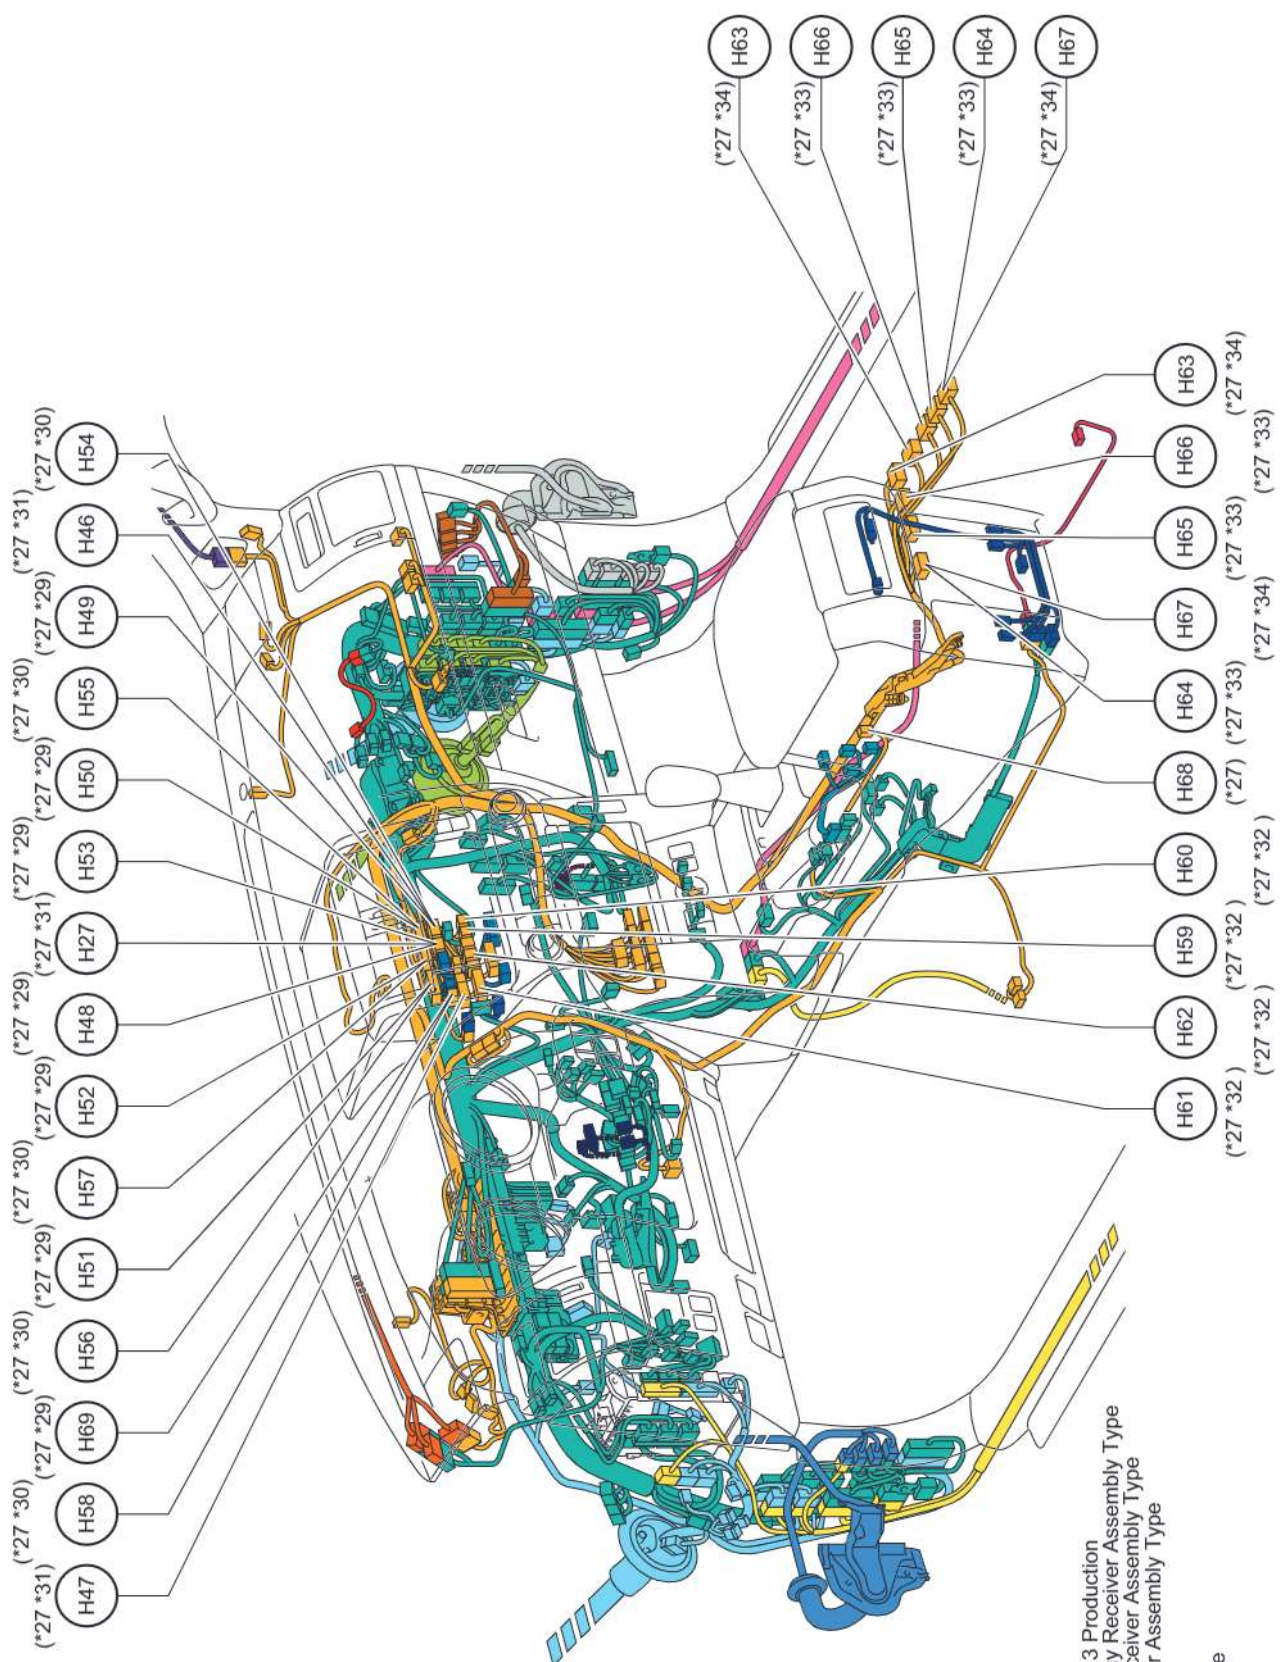 (*27 *31)
H47
(*27 *30)
H58
(*27 *29)
H69
(*27 *30)
H56
(*27 *29)
H51
(*27 *30)
H57
(*27 *29)
H52
(*27 *29)
H48
(*27 *31)
H27
(*27 *29)
H53
(*27 *29)
H50
(*27 *30)
H55
(*27 *29)
H49
(*27 *31)
H46
(*27 *30)
H54
(*27 *34)
H63
(*27 *33)
H66
(*27 *33)
H65
(*27 *33)
H64
(*27 *34)
H67
H61
(*27 *32 )
H62
(*27 *32 )
H59
(*27 *32 )
H60
(*27 *32 )
H68
(*27)
H64
(*27 *33)
H67
(*27 *34)
H65
(*27 *33)
H66
(*27 *33)
H63
(*27 *34)
3 Production
y Receiver Assembly Type
ceiver Assembly Type
r Assembly Type
e